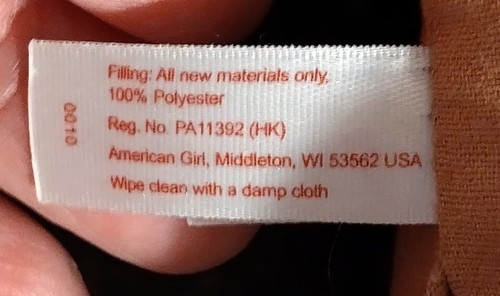 Filling: All new materials only,
100% Polyester
Reg. No. PA11392 (HK)
American Girl, Middleton, WI 53562 USA
Wipe clean with a damp cloth
0010